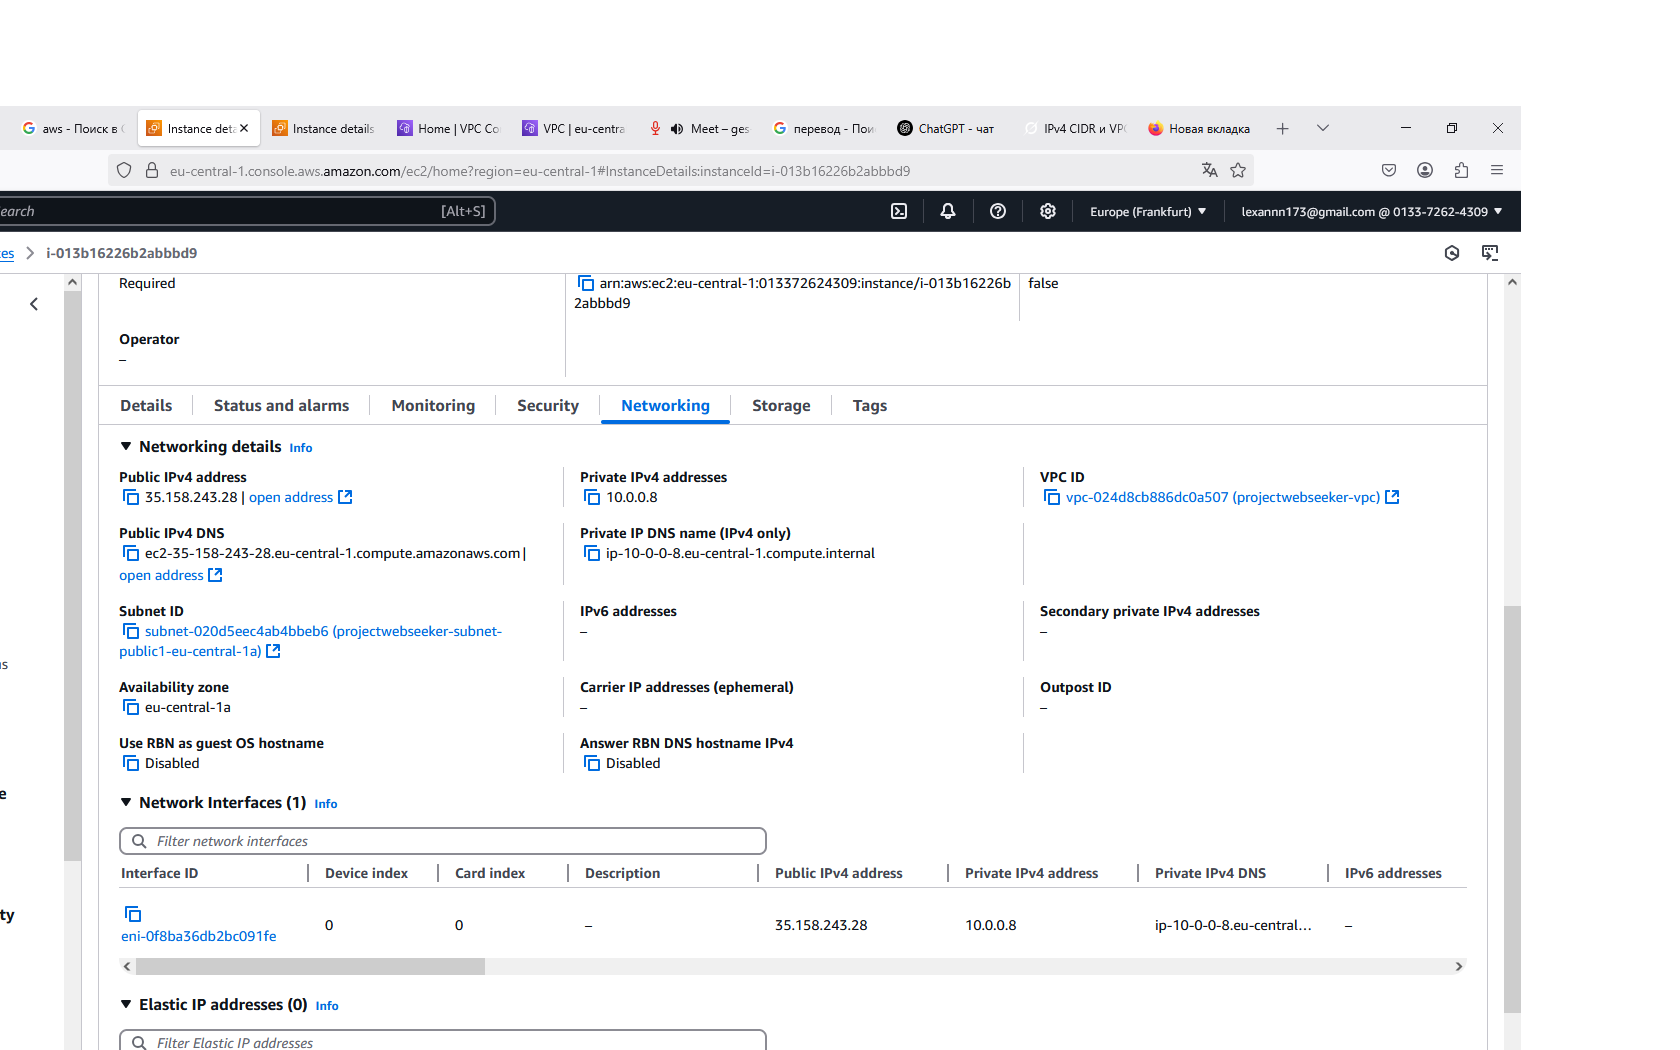 aws - Поиск в
Instance deta
Instance details
Home | VPC Co
VPC | eu-centra
Meet – ges
перевод - Пои
ChatGPT - чат
IPv4 CIDR и VPC
Новая вкладка
eu-central-1.console.aws.amazon.com/ec2/home?region=eu-central-1#InstanceDetails:instanceId=i-013b16226b2abbbd9
earch
[Alt+S]
Europe (Frankfurt)
lexannn173@gmail.com @ 0133-7262-4309
es
i-013b16226b2abbbd9
Required
arn:aws:ec2:eu-central-1:013372624309:instance/i-013b16226b
2abbbd9
false
Operator
–
Details
Status and alarms
Monitoring
Security
Networking
Storage
Tags
Networking details Info
Public IPv4 address
35.158.243.28 | open address
Private IPv4 addresses
10.0.0.8
VPC ID
vpc-024d8cb886dc0a507 (projectwebseeker-vpc)
Public IPv4 DNS
ec2-35-158-243-28.eu-central-1.compute.amazonaws.com |
open address
Private IP DNS name (IPv4 only)
ip-10-0-0-8.eu-central-1.compute.internal
Subnet ID
subnet-020d5eec4ab4bbeb6 (projectwebseeker-subnet-
public1-eu-central-1a)
IPv6 addresses
–
Secondary private IPv4 addresses
–
Availability zone
eu-central-1a
Carrier IP addresses (ephemeral)
–
Outpost ID
–
Use RBN as guest OS hostname
Disabled
Answer RBN DNS hostname IPv4
Disabled
Network Interfaces (1) Info
Filter network interfaces
Interface ID
Device index
Card index
Description
Public IPv4 address
Private IPv4 address
Private IPv4 DNS
IPv6 addresses
eni-0f8ba36db2bc091fe
0
0
–
35.158.243.28
10.0.0.8
ip-10-0-0-8.eu-central...
–
Elastic IP addresses (0) Info
Filter Elastic IP addresses
s
e
ty